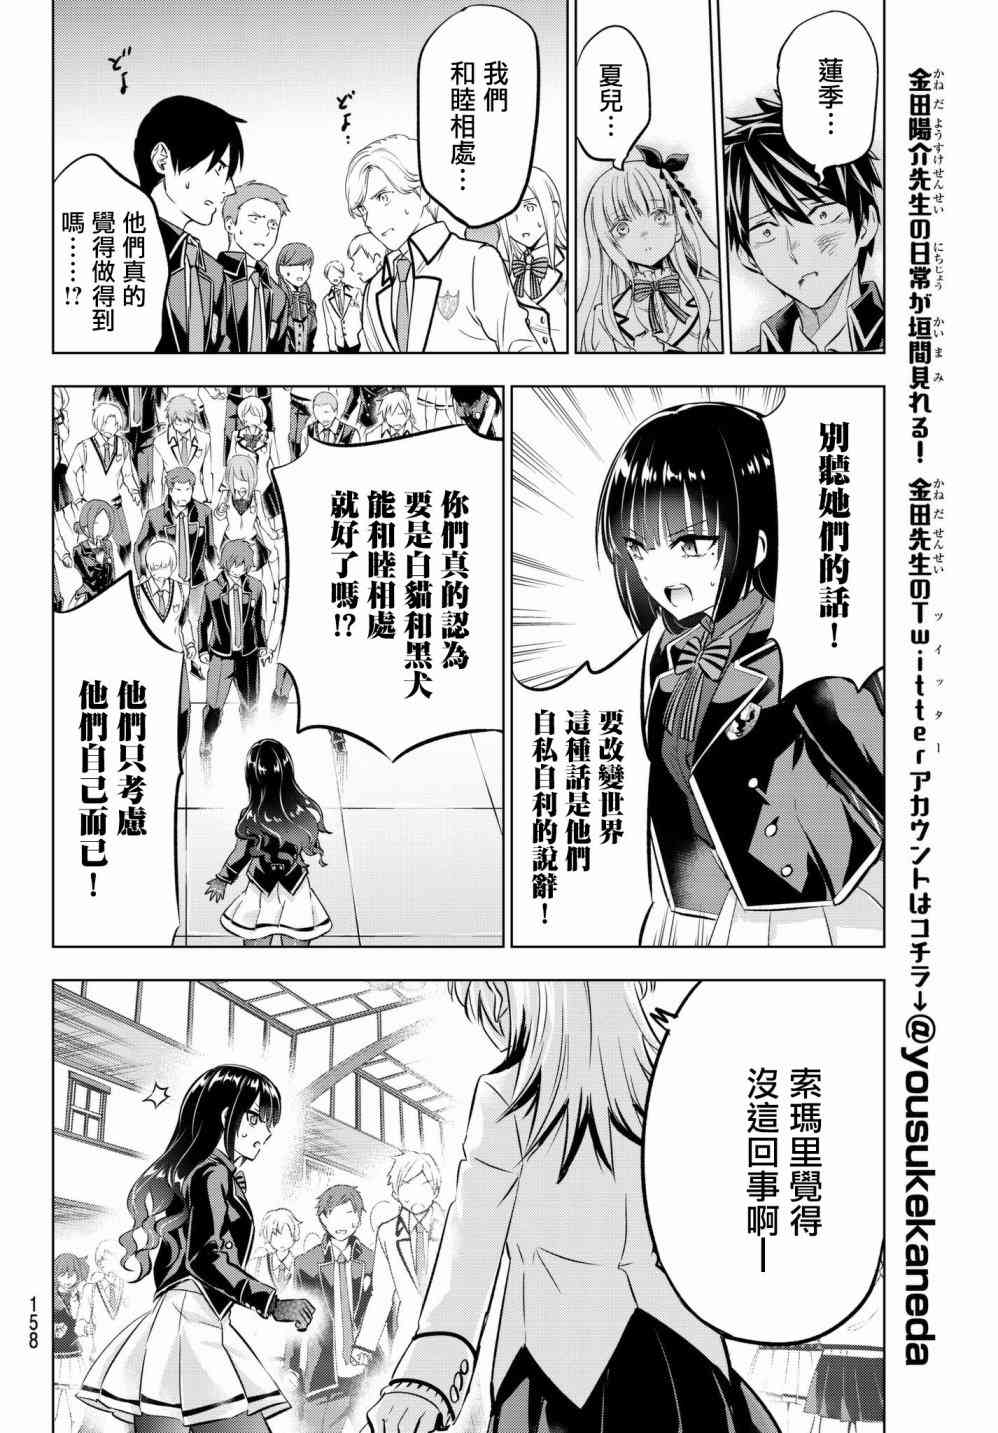 金田陽介先生の日常が垣間見れる！ 金田先生のTwitterアカウントはコチラ→@yousukekaneda
かねだようすけせんせい
にちじょう
かいまみ
かねだせんせい
ツイッター
蓮季…
夏兒…
我們
和睦相處…
どよ
どよ
他們真的
覺得做得到
嗎………!?
別聽她們的話！
要改變世界
這種話是他們
自私自利的說辭！
你們真的認為
要是白貓和黑犬
能和睦相處
就好了嗎!?
他們只考慮
他們自己而已！
索瑪里覺得
沒這回事啊—
158